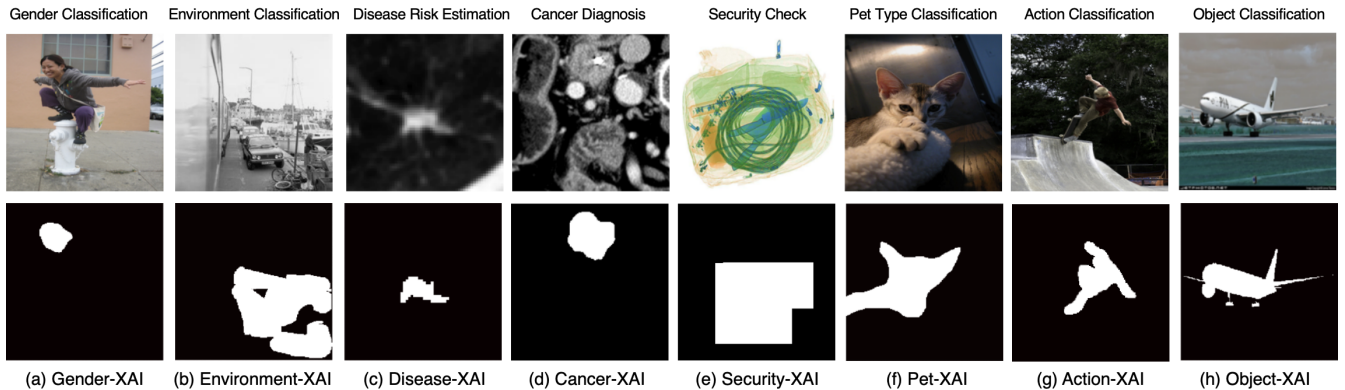 Gender Classification
Environment Classification
Disease Risk Estimation
Cancer Diagnosis
Security Check
Pet Type Classification
Action Classification
Object Classification
(a) Gender-XAI
(b) Environment-XAI
(c) Disease-XAI
(d) Cancer-XAI
(e) Security-XAI
(f) Pet-XAI
(g) Action-XAI
(h) Object-XAI